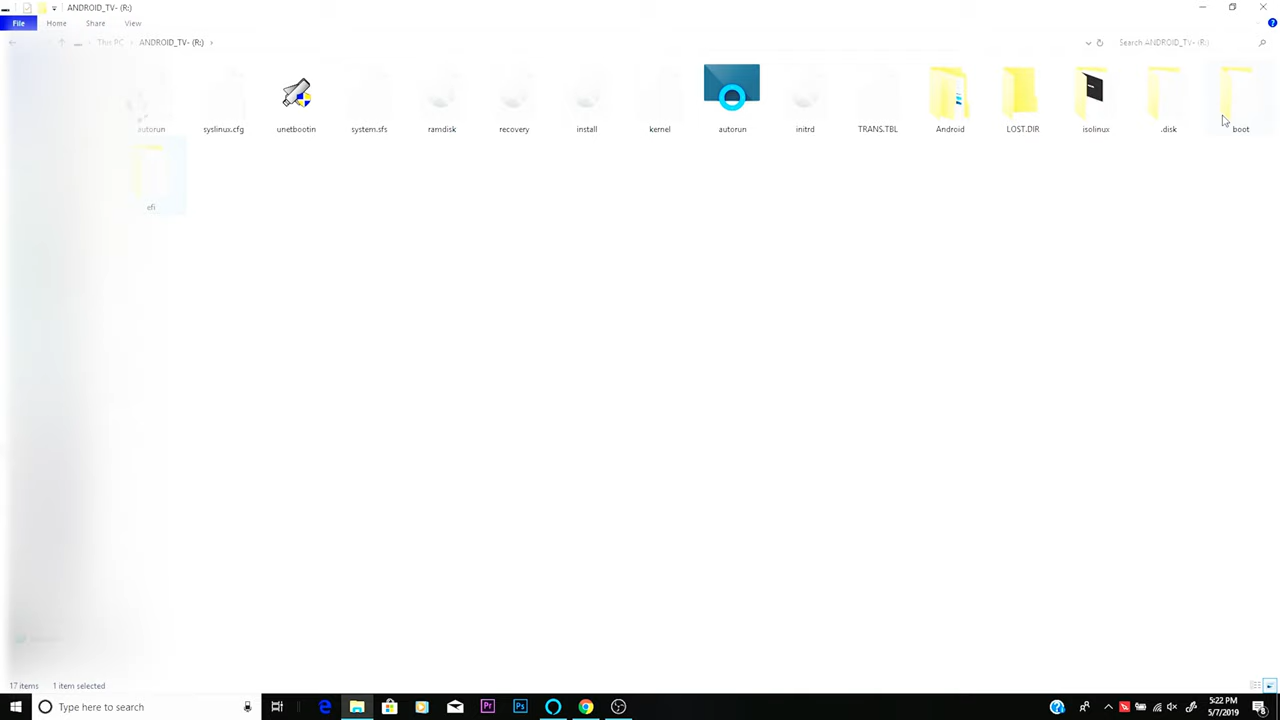 ANDROID_TV- (R:)
File Home Share View
This PC ANDROID_TV- (R:) Search ANDROID_TV- (R:)
autorun syslinux.cfg unetbootin system.sfs ramdisk recovery install kernel autorun initrd TRANS.TBL Android LOST.DIR isolinux .disk boot
efi
17 items 1 item selected
Type here to search
5:22 PM
5/7/2019